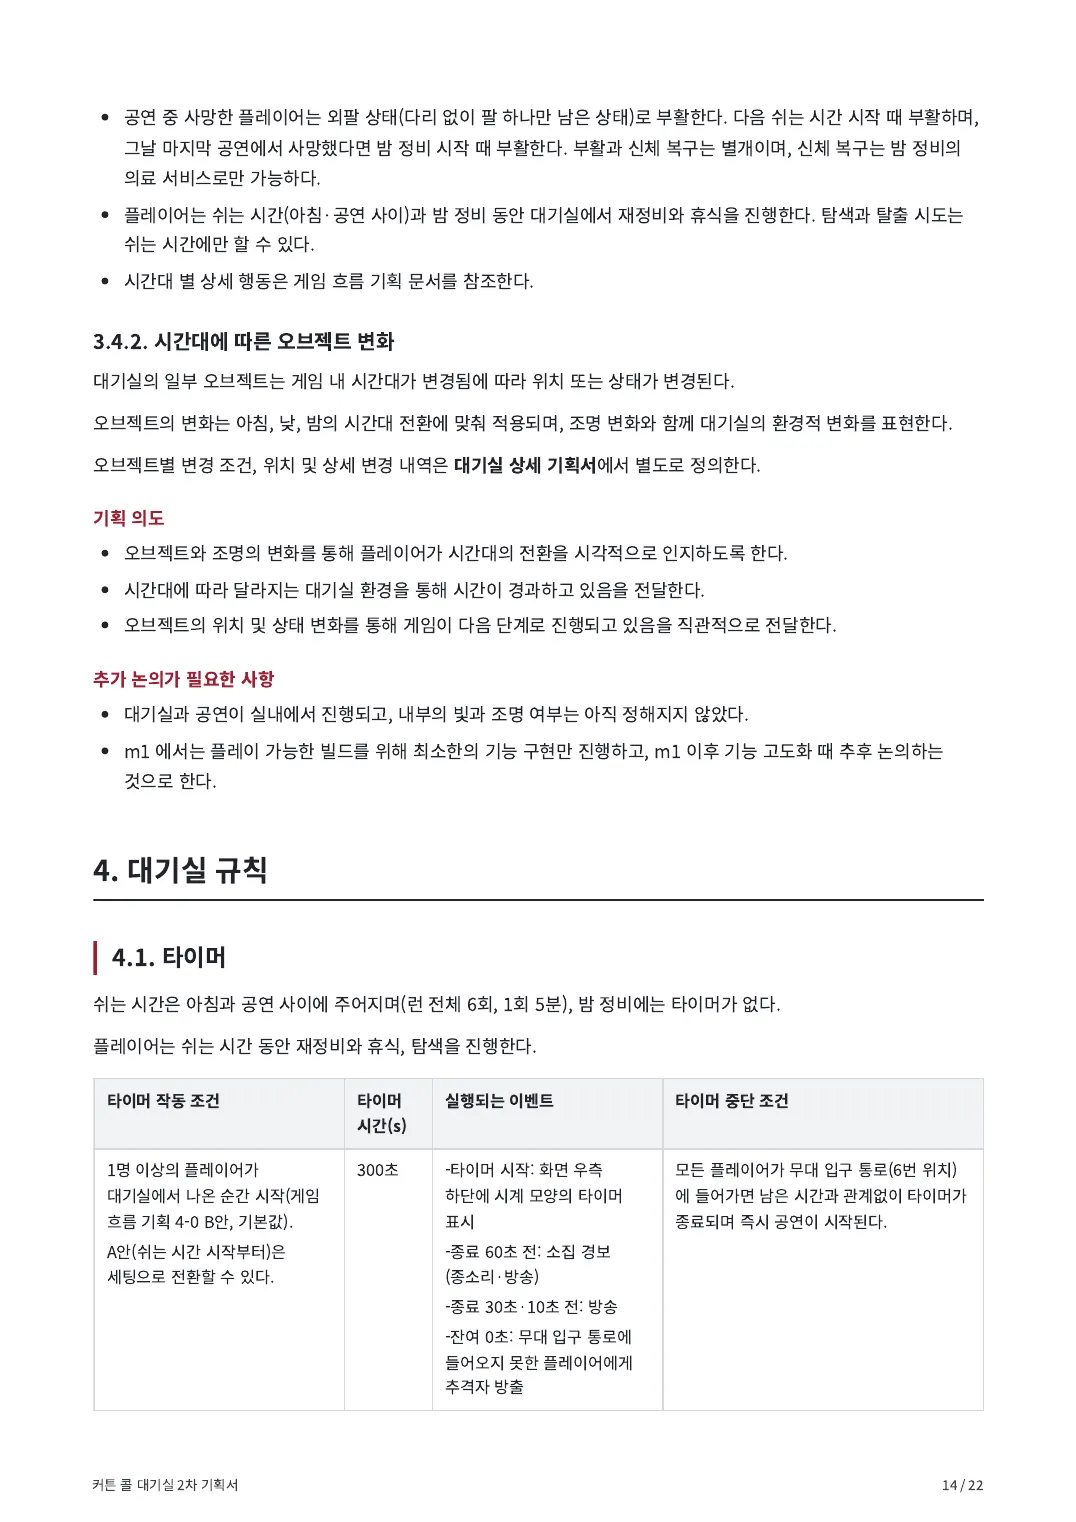 • 공연 중 사망한 플레이어는 외팔 상태(다리 없이 팔 하나만 남은 상태)로 부활한다. 다음 쉬는 시간 시작 때 부활하며,
그날 마지막 공연에서 사망했다면 밤 정비 시작 때 부활한다. 부활과 신체 복구는 별개이며, 신체 복구는 밤 정비의
의료 서비스로만 가능하다.
• 플레이어는 쉬는 시간(아침·공연 사이)과 밤 정비 동안 대기실에서 재정비와 휴식을 진행한다. 탐색과 탈출 시도는
쉬는 시간에만 할 수 있다.
• 시간대 별 상세 행동은 게임 흐름 기획 문서를 참조한다.
3.4.2. 시간대에 따른 오브젝트 변화
대기실의 일부 오브젝트는 게임 내 시간대가 변경됨에 따라 위치 또는 상태가 변경된다.
오브젝트의 변화는 아침, 낮, 밤의 시간대 전환에 맞춰 적용되며, 조명 변화와 함께 대기실의 환경적 변화를 표현한다.
오브젝트별 변경 조건, 위치 및 상세 변경 내역은 대기실 상세 기획서에서 별도로 정의한다.
기획 의도
• 오브젝트와 조명의 변화를 통해 플레이어가 시간대의 전환을 시각적으로 인지하도록 한다.
• 시간대에 따라 달라지는 대기실 환경을 통해 시간이 경과하고 있음을 전달한다.
• 오브젝트의 위치 및 상태 변화를 통해 게임이 다음 단계로 진행되고 있음을 직관적으로 전달한다.
추가 논의가 필요한 사항
• 대기실과 공연이 실내에서 진행되고, 내부의 빛과 조명 여부는 아직 정해지지 않았다.
• m1 에서는 플레이 가능한 빌드를 위해 최소한의 기능 구현만 진행하고, m1 이후 기능 고도화 때 추후 논의하는
것으로 한다.
4. 대기실 규칙
4.1. 타이머
쉬는 시간은 아침과 공연 사이에 주어지며(런 전체 6회, 1회 5분), 밤 정비에는 타이머가 없다.
플레이어는 쉬는 시간 동안 재정비와 휴식, 탐색을 진행한다.
타이머 작동 조건
타이머
시간(s)
실행되는 이벤트
타이머 중단 조건
1명 이상의 플레이어가
대기실에서 나온 순간 시작(게임
흐름 기획 4-0 B안, 기본값).
A안(쉬는 시간 시작부터)은
세팅으로 전환할 수 있다.
300초
-타이머 시작: 화면 우측
하단에 시계 모양의 타이머
표시
-종료 60초 전: 소집 경보
(종소리·방송)
-종료 30초·10초 전: 방송
-잔여 0초: 무대 입구 통로에
들어오지 못한 플레이어에게
추격자 방출
모든 플레이어가 무대 입구 통로(6번 위치)
에 들어가면 남은 시간과 관계없이 타이머가
종료되며 즉시 공연이 시작된다.
커튼 콜 대기실 2차 기획서
14 / 22